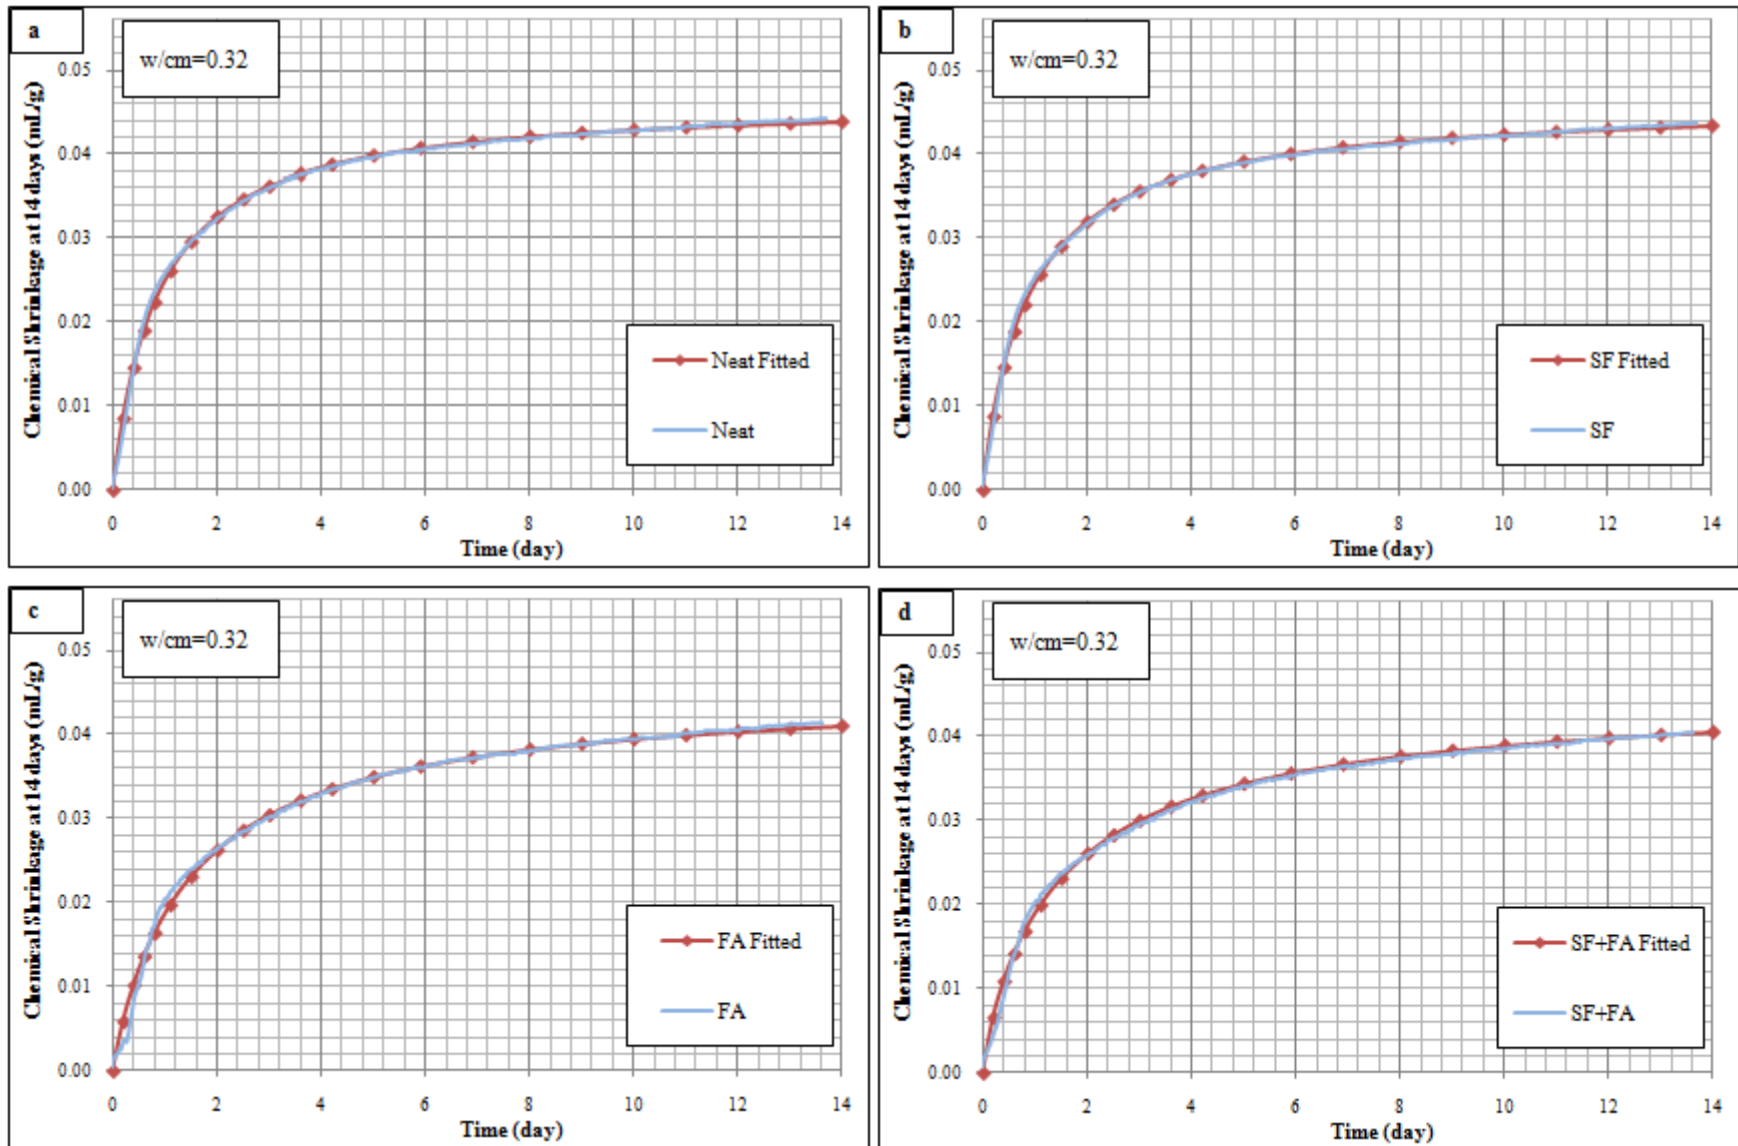 a
w/cm=0.32
Chemical Shrinkage at 14 days (mL/g)
0.05
0.04
0.03
0.02
0.01
0.00
Neat Fitted
Neat
0 2 4 6 8 10 12 14
Time (day)
b
w/cm=0.32
Chemical Shrinkage at 14 days (mL/g)
0.05
0.04
0.03
0.02
0.01
0.00
SF Fitted
SF
0 2 4 6 8 10 12 14
Time (day)
c
w/cm=0.32
Chemical Shrinkage at 14 days (mL/g)
0.05
0.04
0.03
0.02
0.01
0.00
FA Fitted
FA
0 2 4 6 8 10 12 14
Time (day)
d
w/cm=0.32
Chemical Shrinkage at 14 days (mL/g)
0.05
0.04
0.03
0.02
0.01
0.00
SF+FA Fitted
SF+FA
0 2 4 6 8 10 12 14
Time (day)